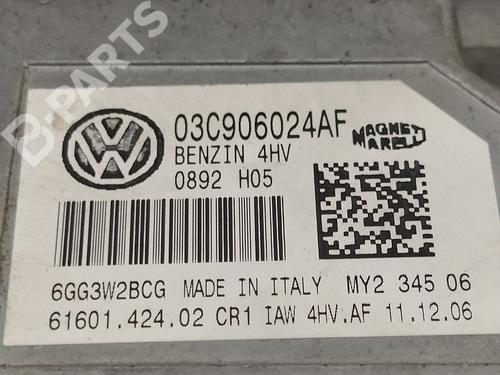 B-PARTS
03C906024AF
BENZIN 4HV
MAGNETI
MARELLI
0892 H05
6GG3W2BCG MADE IN ITALY MY2 345 06
61601.424.02 CR1 IAW 4HV.AF 11.12.06